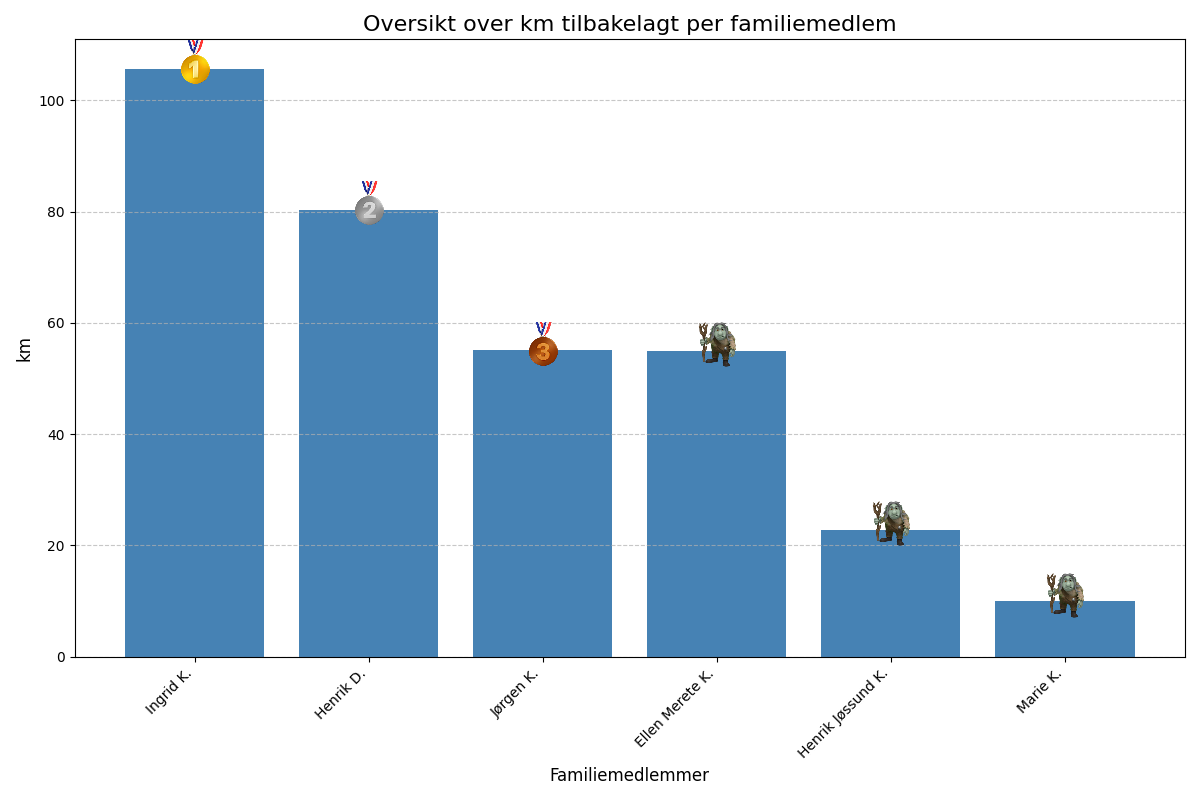 Oversikt over km tilbakelagt per familiemedlem
km
100
80
60
40
20
0
1
2
3
Ingrid K.
Henrik D.
Jørgen K.
Ellen Merete K.
Henrik Jøssund K.
Marie K.
Familiemedlemmer